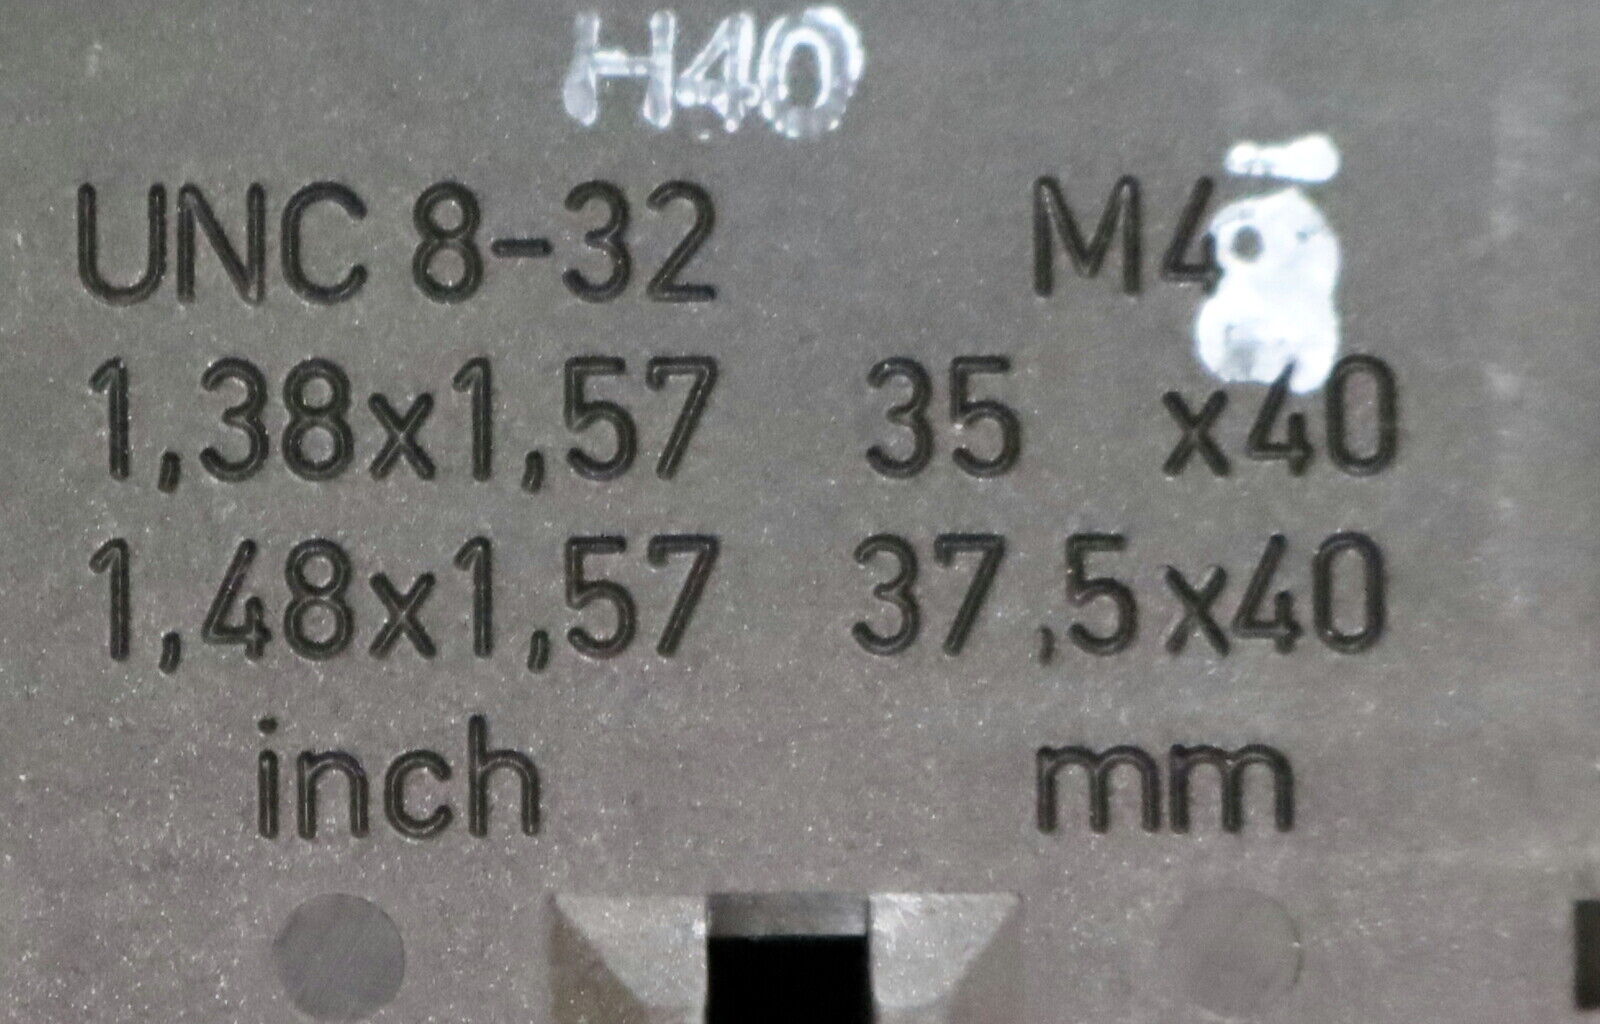 H40
UNC 8-32 M4
1,38x1,57 35 x40
1,48x1,57 37,5x40
inch mm